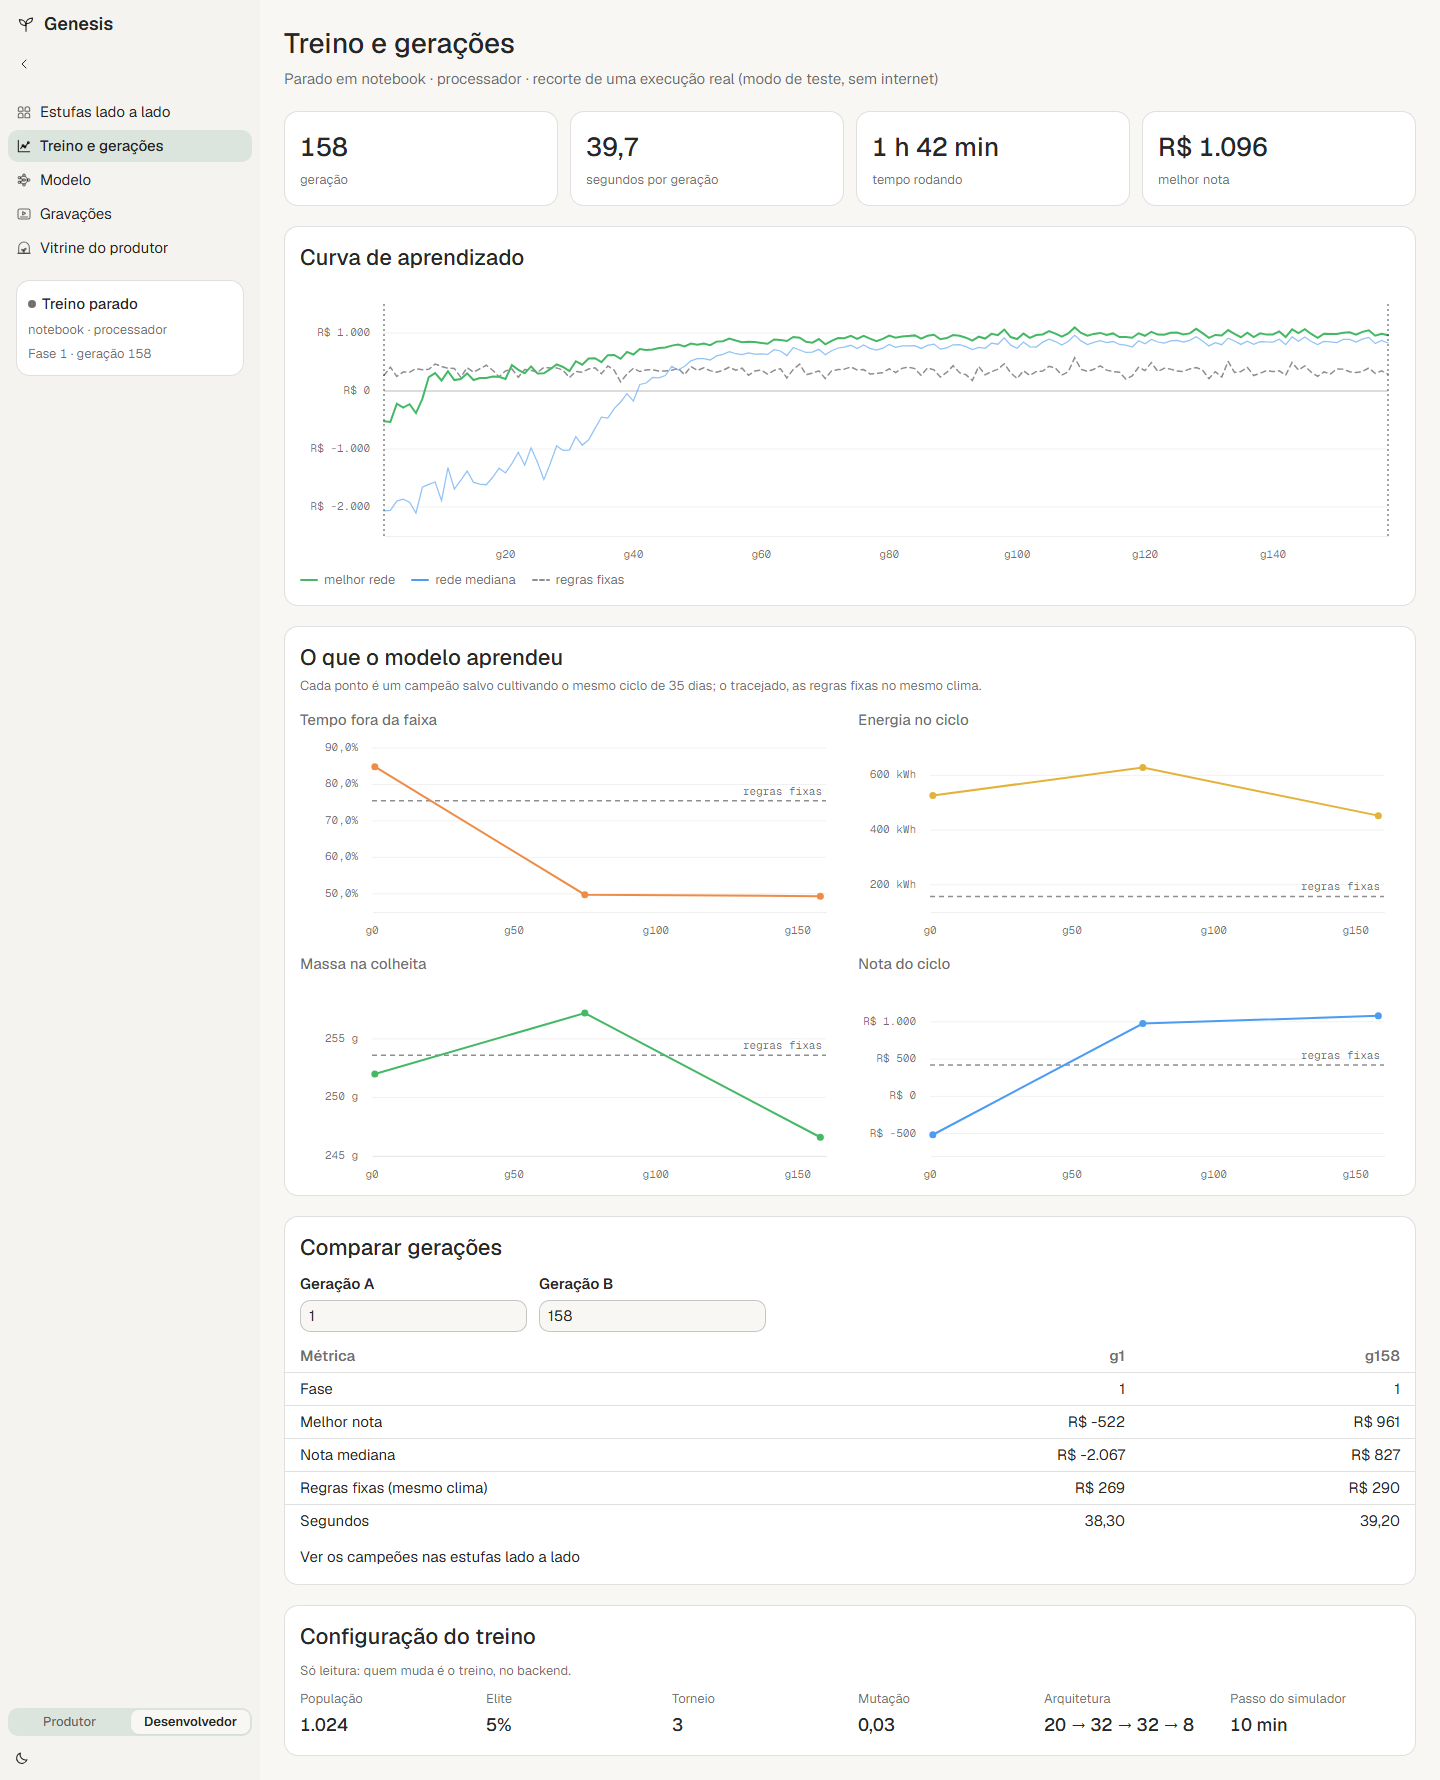 Genesis
Estufas lado a lado
Treino e gerações
Modelo
Gravações
Vitrine do produtor
Treino parado
notebook · processador
Fase 1 · geração 158
Produtor
Desenvolvedor
Treino e gerações
Parado em notebook · processador · recorte de uma execução real (modo de teste, sem internet)
158
geração
39,7
segundos por geração
1 h 42 min
tempo rodando
R$ 1.096
melhor nota
Curva de aprendizado
R$ 1.000
R$ 0
R$ -1.000
R$ -2.000
g20 g40 g60 g80 g100 g120 g140
melhor rede rede mediana regras fixas
O que o modelo aprendeu
Cada ponto é um campeão salvo cultivando o mesmo ciclo de 35 dias; o tracejado, as regras fixas no mesmo clima.
Tempo fora da faixa
90,0%
80,0%
regras fixas
70,0%
60,0%
50,0%
g0 g50 g100 g150
Energia no ciclo
600 kWh
400 kWh
200 kWh
regras fixas
g0 g50 g100 g150
Massa na colheita
255 g
regras fixas
250 g
245 g
g0 g50 g100 g150
Nota do ciclo
R$ 1.000
R$ 500
regras fixas
R$ 0
R$ -500
g0 g50 g100 g150
Comparar gerações
Geração A Geração B
1 158
Métrica g1 g158
Fase 1 1
Melhor nota R$ -522 R$ 961
Nota mediana R$ -2.067 R$ 827
Regras fixas (mesmo clima) R$ 269 R$ 290
Segundos 38,30 39,20
Ver os campeões nas estufas lado a lado
Configuração do treino
Só leitura: quem muda é o treino, no backend.
População Elite Torneio Mutação Arquitetura Passo do simulador
1.024 5% 3 0,03 20 → 32 → 32 → 8 10 min